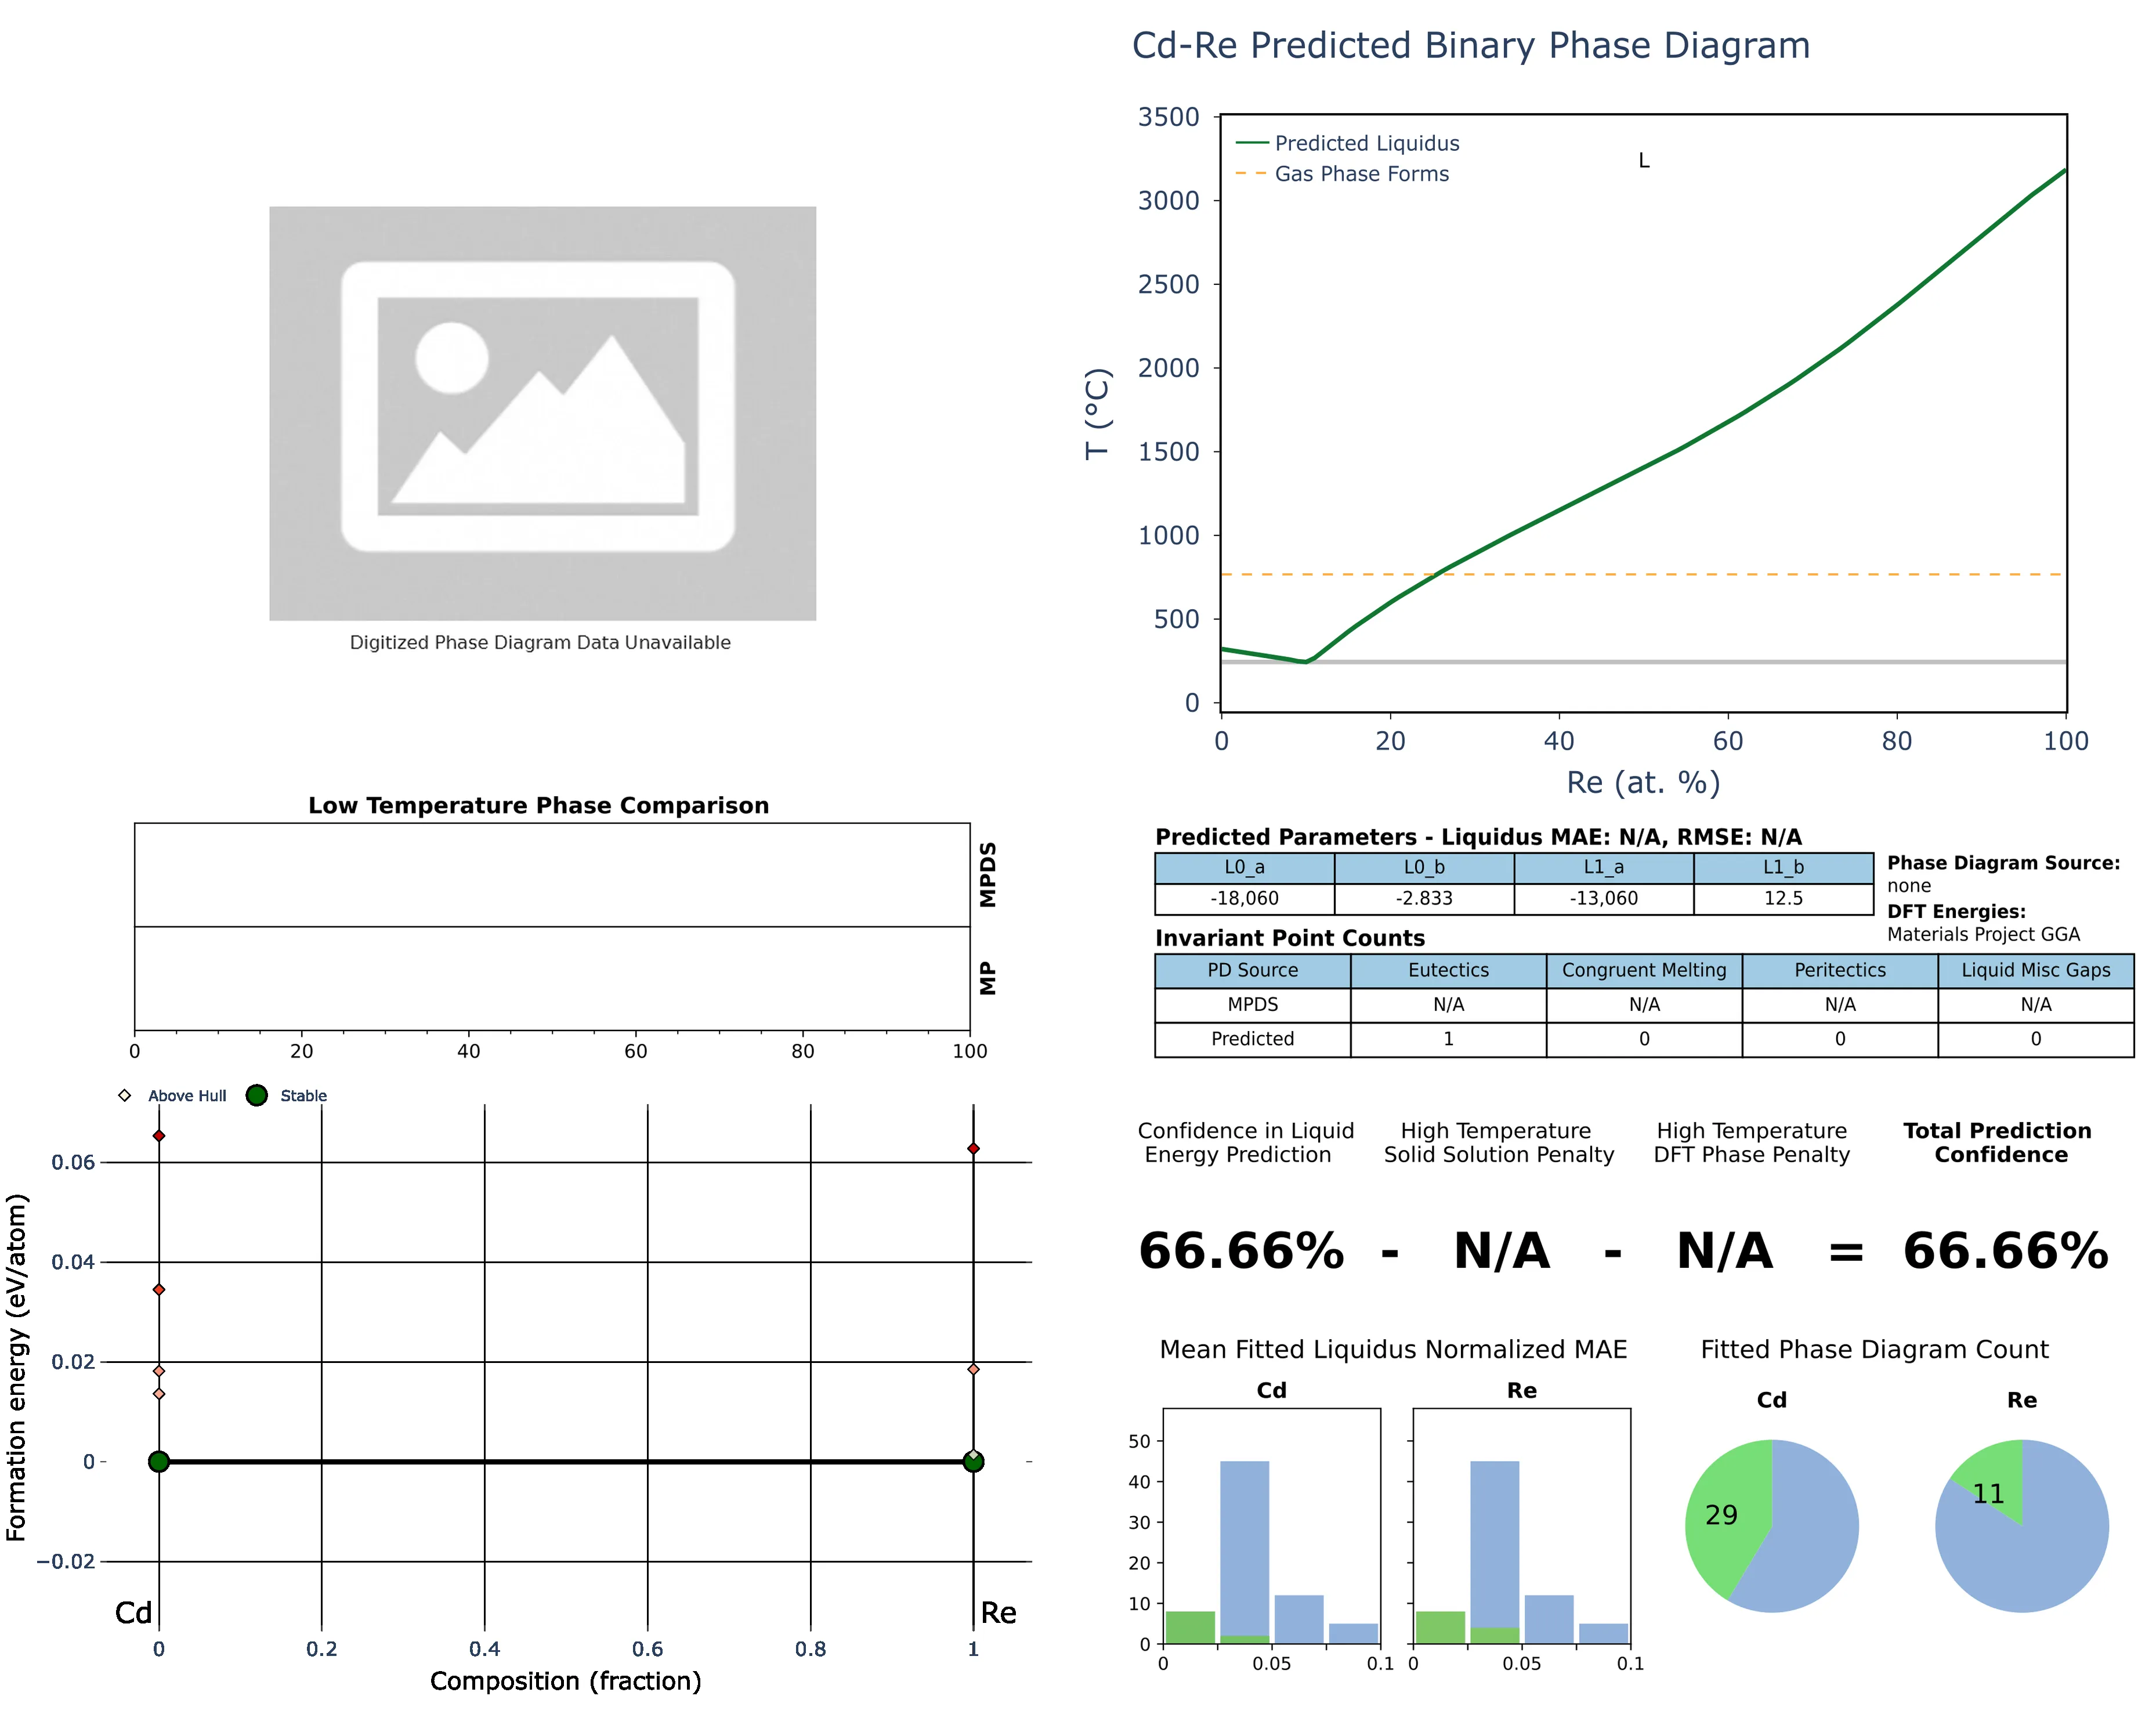 Cd-Re Predicted Binary Phase Diagram
3500
3000
2500
2000
1500
1000
500
0
T (°C)
Predicted Liquidus
Gas Phase Forms
L
0 20 40 60 80 100
Re (at. %)
Digitized Phase Diagram Data Unavailable
Low Temperature Phase Comparison
MPDS
MP
0 20 40 60 80 100
Predicted Parameters - Liquidus MAE: N/A, RMSE: N/A
L0_a L0_b L1_a L1_b
-18,060 -2.833 -13,060 12.5
Phase Diagram Source:
none
DFT Energies:
Materials Project GGA
Invariant Point Counts
PD Source Eutectics Congruent Melting Peritectics Liquid Misc Gaps
MPDS N/A N/A N/A N/A
Predicted 1 0 0 0
Above Hull Stable
0.06
0.04
0.02
0
−0.02
Formation energy (eV/atom)
Cd Re
0 0.2 0.4 0.6 0.8 1
Composition (fraction)
Confidence in Liquid
Energy Prediction
High Temperature
Solid Solution Penalty
High Temperature
DFT Phase Penalty
Total Prediction
Confidence
66.66% - N/A - N/A = 66.66%
Mean Fitted Liquidus Normalized MAE
Cd Re
50
40
30
20
10
0
0 0.05 0.1 0 0.05 0.1
Fitted Phase Diagram Count
Cd Re
29 11